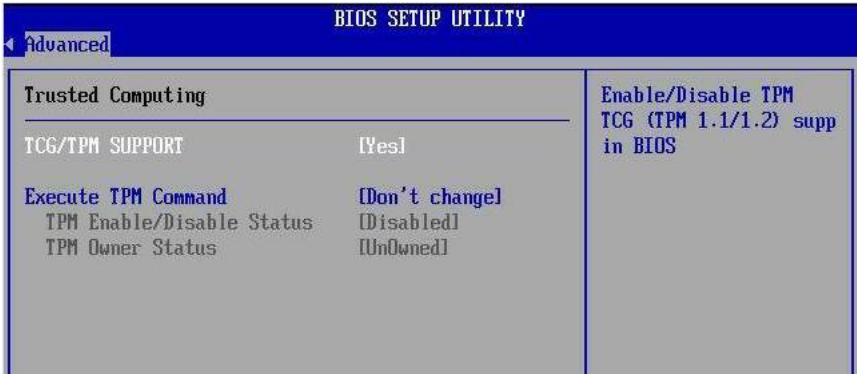 BIOS SETUP UTILITY
Advanced
Trusted Computing
TCG/TPM SUPPORT [Yes]
Execute TPM Command [Don't change]
TPM Enable/Disable Status [Disabled]
TPM Owner Status [UnOwned]
Enable/Disable TPM
TCG (TPM 1.1/1.2) supp
in BIOS